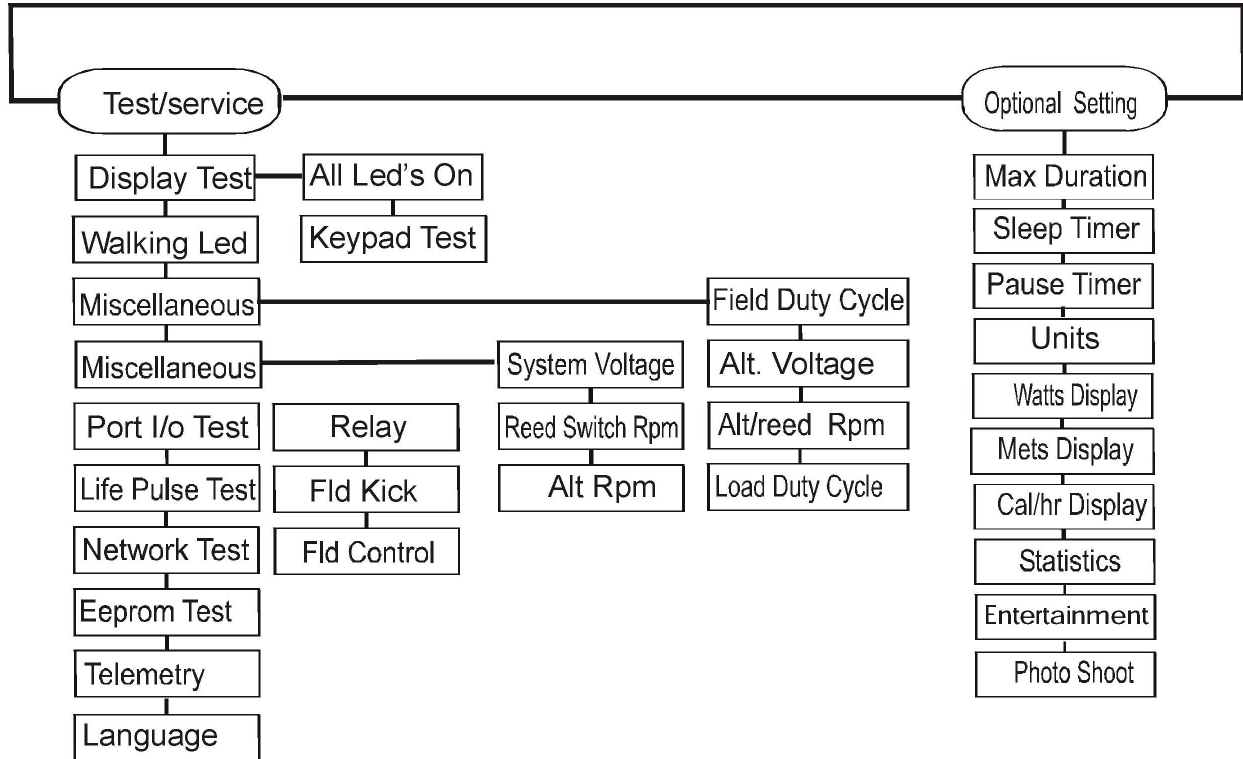 Test/service
Optional Setting
Display Test
All Led's On
Max Duration
Walking Led
Keypad Test
Sleep Timer
Miscellaneous
Field Duty Cycle
Pause Timer
Miscellaneous
System Voltage
Alt. Voltage
Units
Watts Display
Port I/o Test
Relay
Reed Switch Rpm
Alt/reed Rpm
Mets Display
Life Pulse Test
Fld Kick
Alt Rpm
Load Duty Cycle
Cal/hr Display
Network Test
Fld Control
Statistics
Eeprom Test
Entertainment
Telemetry
Photo Shoot
Language